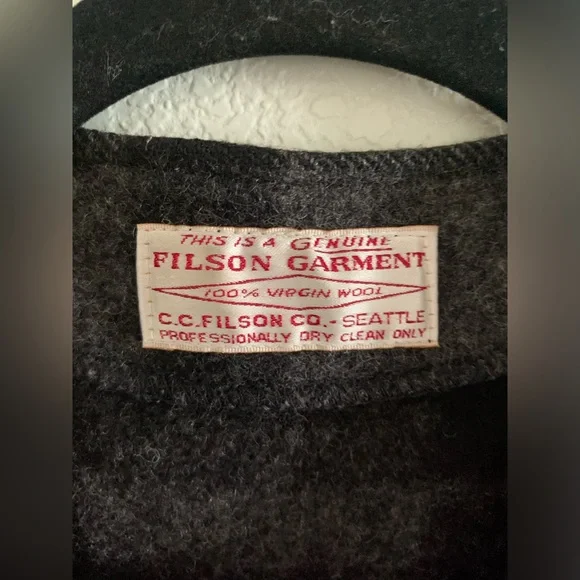 THIS IS A GENUINE
FILSON GARMENT
100% VIRGIN WOOL
C.C. FILSON CO. - SEATTLE
PROFESSIONALLY DRY CLEAN ONLY